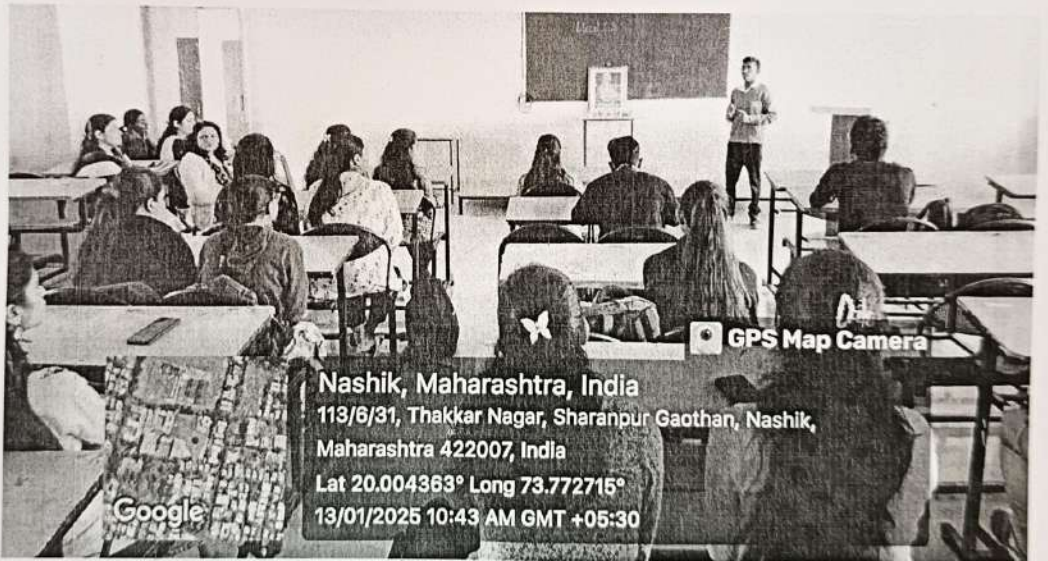 GPS Map Camera
Nashik, Maharashtra, India
113/6/31, Thakkar Nagar, Sharanpur Gaothan, Nashik,
Maharashtra 422007, India
Lat 20.004363° Long 73.772715°
13/01/2025 10:43 AM GMT +05:30
Google